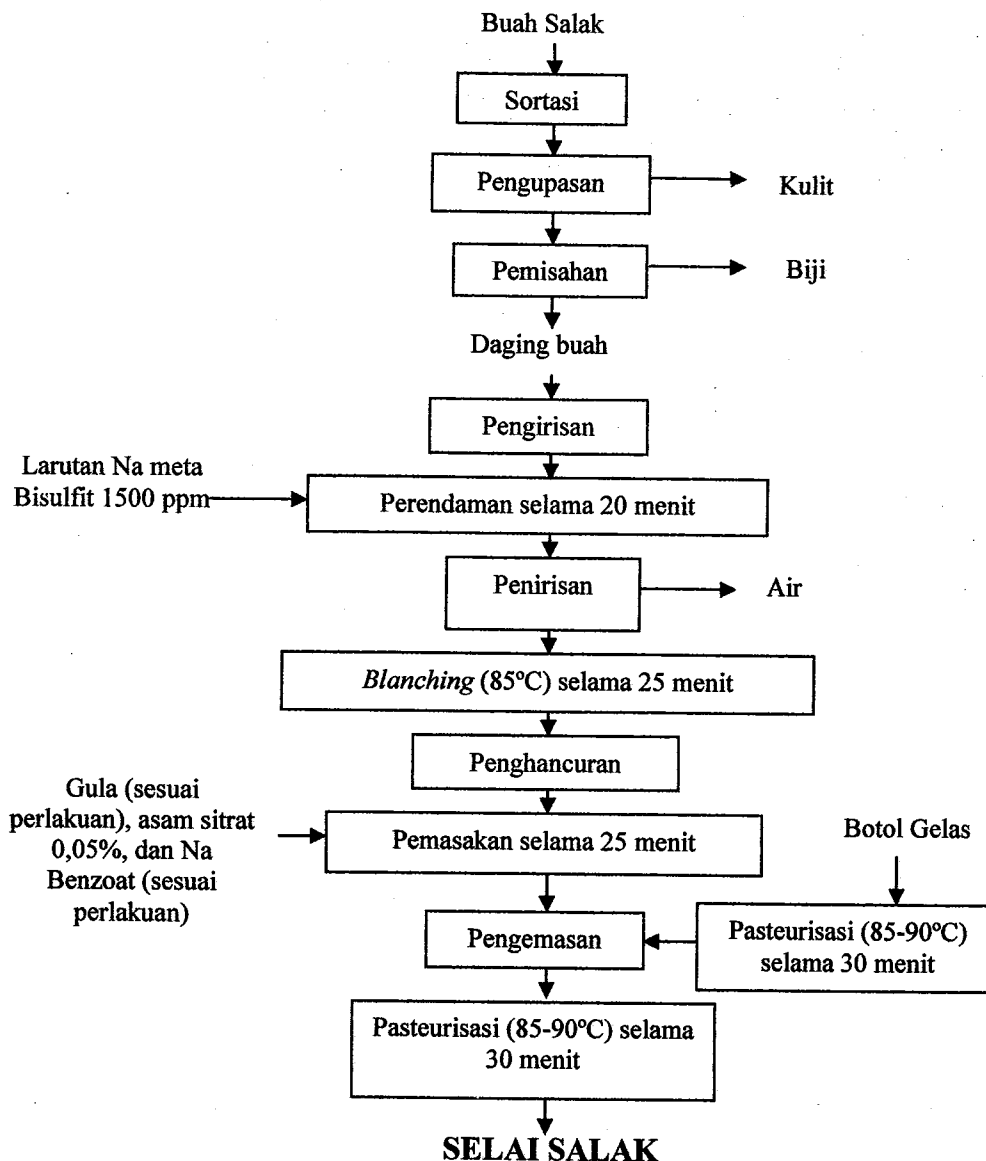 Buah Salak
Sortasi
Pengupasan
Kulit
Pemisahan
Biji
Daging buah
Pengirisan
Larutan Na meta
Bisulfit 1500 ppm
Perendaman selama 20 menit
Penirisan
Air
Blanching (85ºC) selama 25 menit
Penghancuran
Gula (sesuai
perlakuan), asam sitrat
0,05%, dan Na
Benzoat (sesuai
perlakuan)
Pemasakan selama 25 menit
Botol Gelas
Pengemasan
Pasteurisasi (85-90ºC)
selama 30 menit
Pasteurisasi (85-90ºC) selama
30 menit
SELAI SALAK